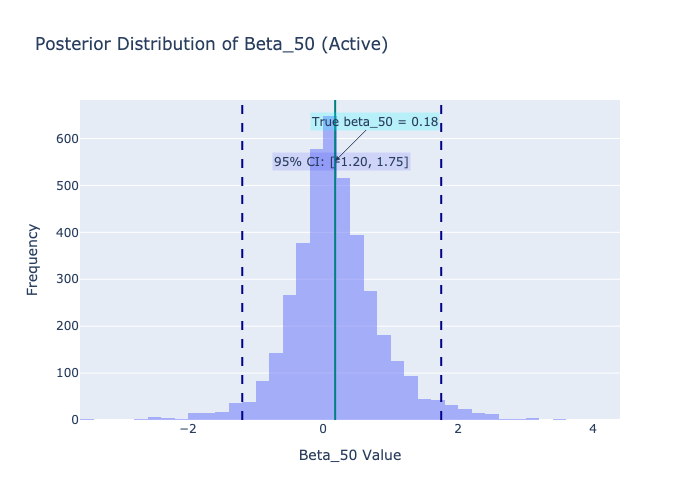 Posterior Distribution of Beta_50 (Active)
True beta_50 = 0.18
95% CI: [-1.20, 1.75]
600
500
400
300
200
100
0
Frequency
−2
0
2
4
Beta_50 Value